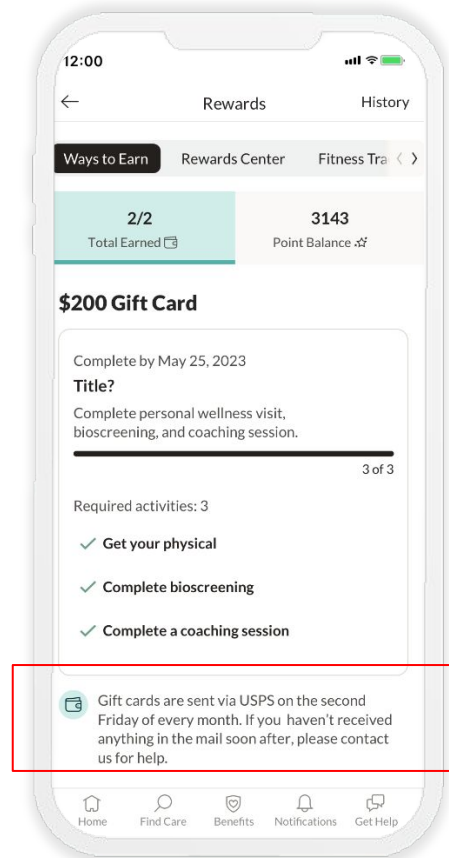 12:00
Rewards
History
Ways to Earn
Rewards Center
Fitness Tra
2/2
Total Earned
3143
Point Balance
$200 Gift Card
Complete by May 25, 2023
Title?
Complete personal wellness visit,
bioscreening, and coaching session.
3 of 3
Required activities: 3
Get your physical
Complete bioscreening
Complete a coaching session
Gift cards are sent via USPS on the second
Friday of every month. If you haven't received
anything in the mail soon after, please contact
us for help.
Home
Find Care
Benefits
Notifications
Get Help